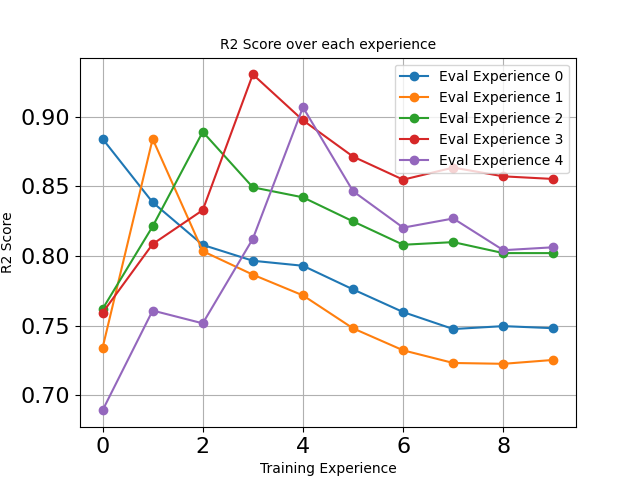 R2 Score over each experience
Eval Experience 0
Eval Experience 1
Eval Experience 2
Eval Experience 3
Eval Experience 4
0.90
0.85
0.80
0.75
0.70
R2 Score
0 2 4 6 8
Training Experience